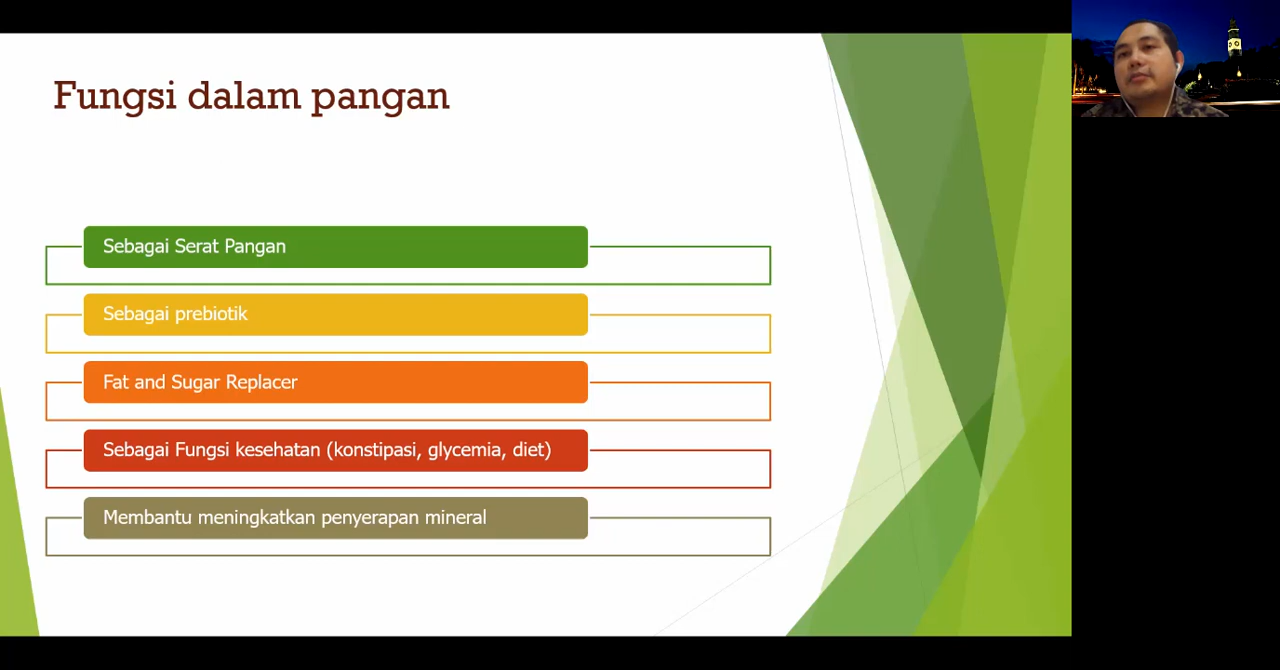 Fungsi dalam pangan
Sebagai Serat Pangan
Sebagai prebiotik
Fat and Sugar Replacer
Sebagai Fungsi kesehatan (konstipasi, glycemia, diet)
Membantu meningkatkan penyerapan mineral